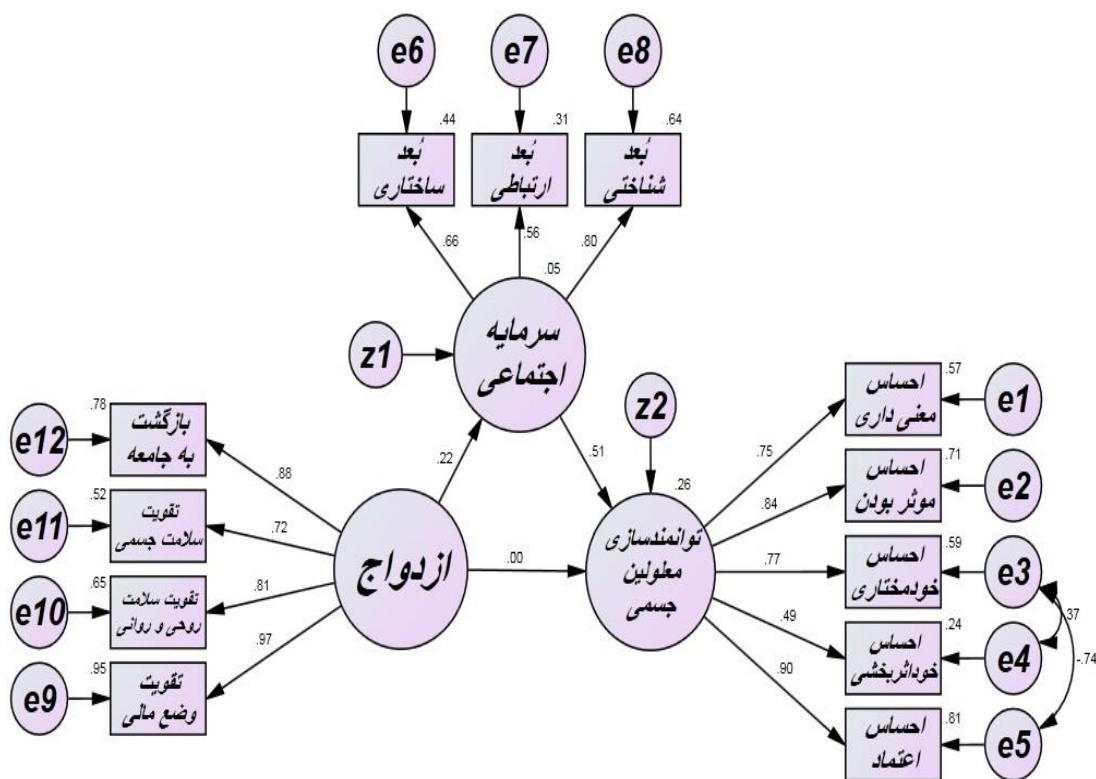 e6
e7
e8
.44
.31
.64
بُعد
ساختاری
بُعد
ارتباطی
بُعد
شناختی
.66
.56
.80
.05
سرمایه
اجتماعی
z1
z2
.22
.51
.26
.00
ازدواج
توانمندسازی
معلولین
جسمی
e12
.78
بازگشت
به جامعه
.88
e11
.52
تقویت
سلامت جسمی
.72
e10
.65
تقویت سلامت
روحی و روانی
.81
e9
.95
تقویت
وضع مالی
.97
.75
احساس
معنی داری
.57
e1
.84
احساس
موثر بودن
.71
e2
.77
احساس
خودمختاری
.59
e3
.49
احساس
خوداثربخشی
.24
e4
.90
احساس
اعتماد
.81
e5
.37
-.74